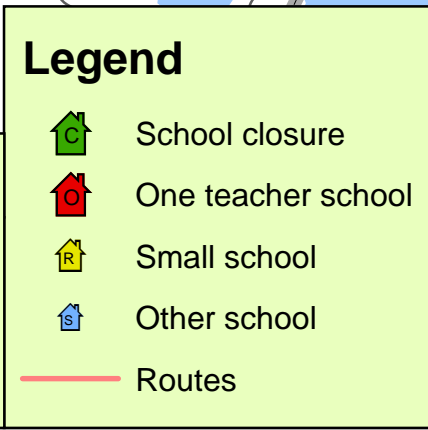 Legend
C School closure
O One teacher school
R Small school
S Other school
Routes